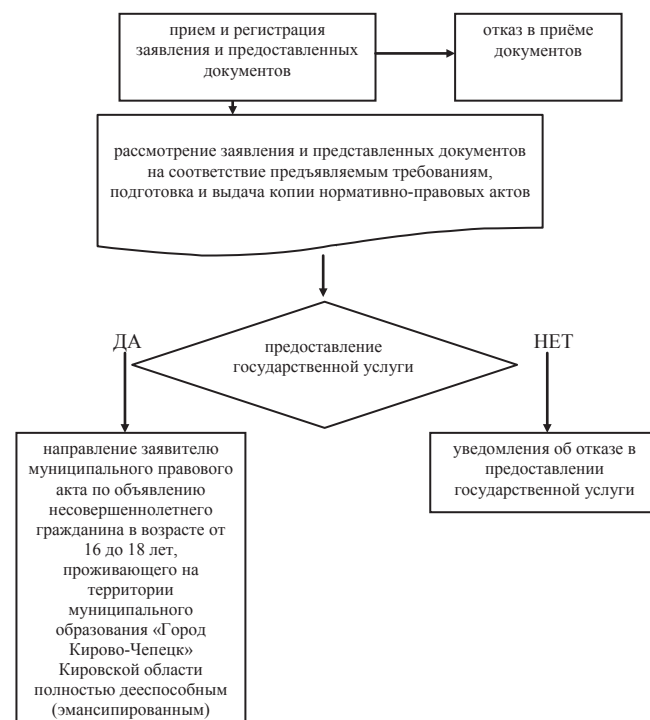 прием и регистрация
заявления и предоставленных
документов
отказ в приёме
документов
рассмотрение заявления и представленных документов
на соответствие предъявляемым требованиям,
подготовка и выдача копии нормативно-правовых актов
ДА
предоставление
государственной услуги
НЕТ
направление заявителю
муниципального правового
акта по объявлению
несовершеннолетнего
гражданина в возрасте от
16 до 18 лет,
проживающего на
территории
муниципального
образования «Город
Кирово-Чепецк»
Кировской области
полностью дееспособным
(эмансипированным)
уведомления об отказе в
предоставлении
государственной услуги